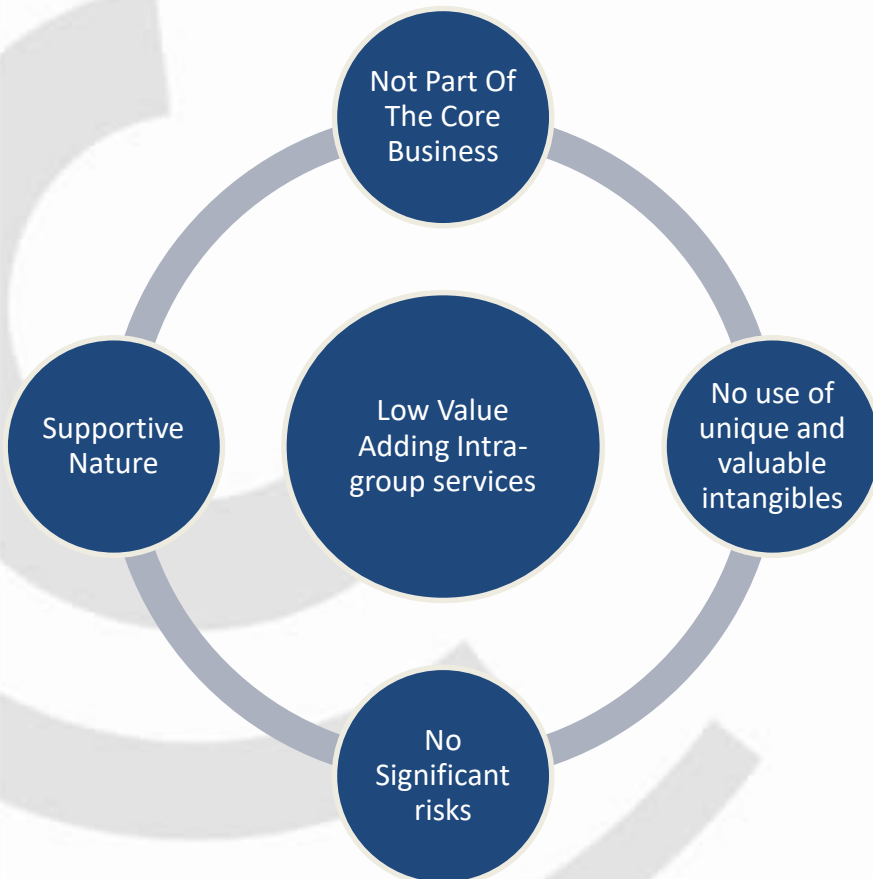 Not Part Of
The Core
Business
Supportive
Nature
Low Value
Adding Intra-
group services
No use of
unique and
valuable
intangibles
No
Significant
risks